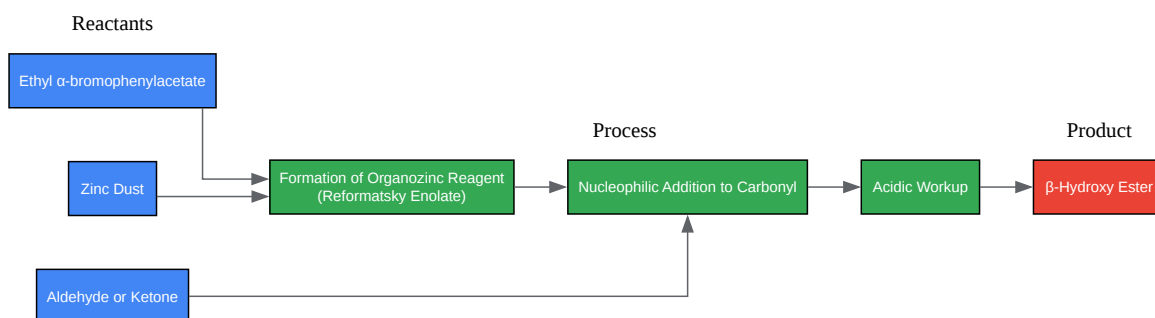 Reactants
Ethyl α-bromophenylacetate
Process
Product
Zinc Dust
Formation of Organozinc Reagent
(Reformatsky Enolate)
Nucleophilic Addition to Carbonyl
Acidic Workup
β-Hydroxy Ester
Aldehyde or Ketone